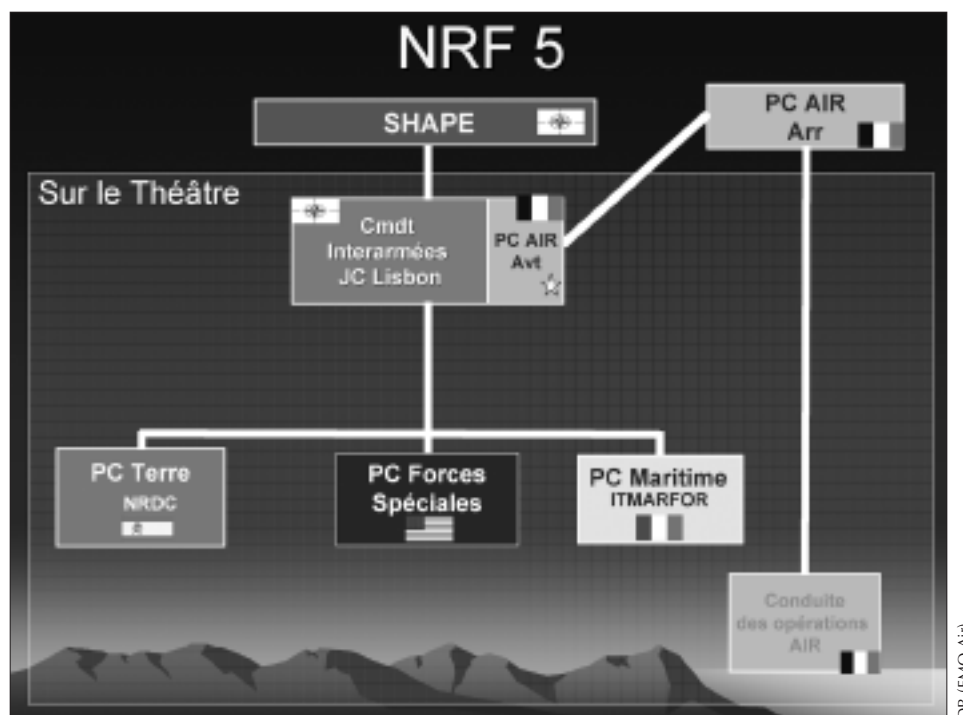 NRF 5
SHAPE
PC AIR
Arr
Sur le Théâtre
Cmdt
Interarmées
JC Lisbon
PC AIR
Avt
PC Terre
NRDC
PC Forces
Spéciales
PC Maritime
ITMARFOR
Conduite
des opérations
AIR